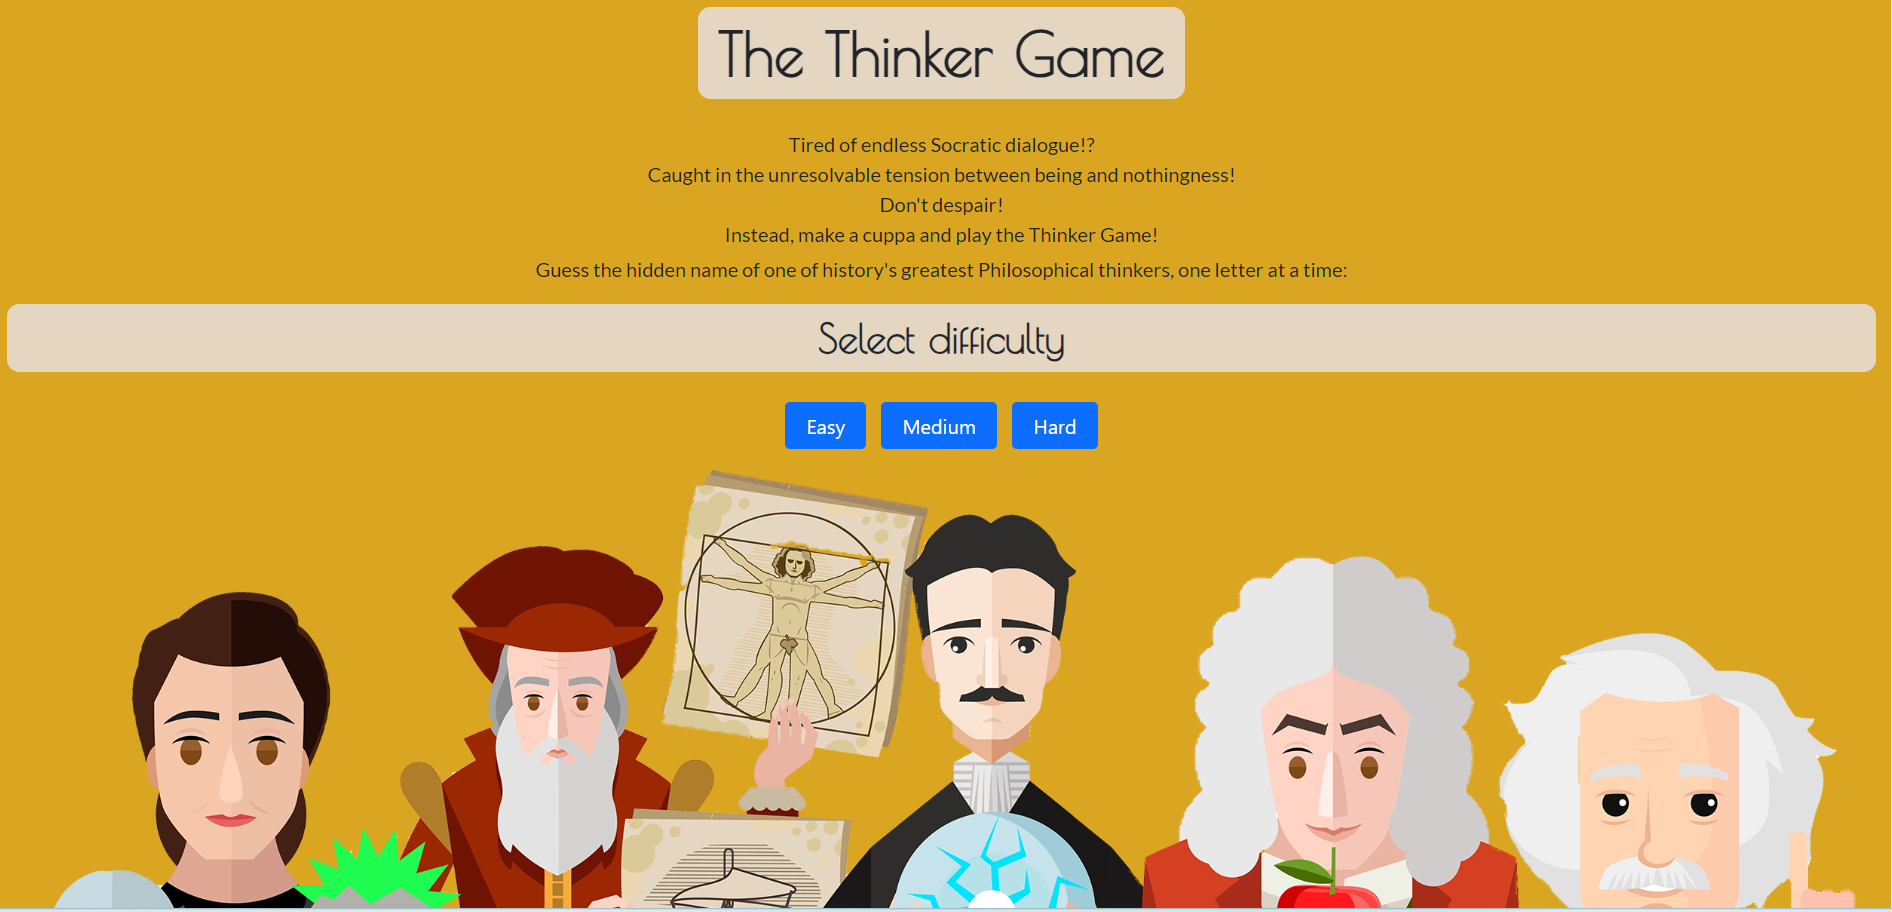 The Thinker Game
Tired of endless Socratic dialogue!?
Caught in the unresolvable tension between being and nothingness!
Don't despair!
Instead, make a cuppa and play the Thinker Game!
Guess the hidden name of one of history's greatest Philosophical thinkers, one letter at a time:
Select difficulty
Easy Medium Hard